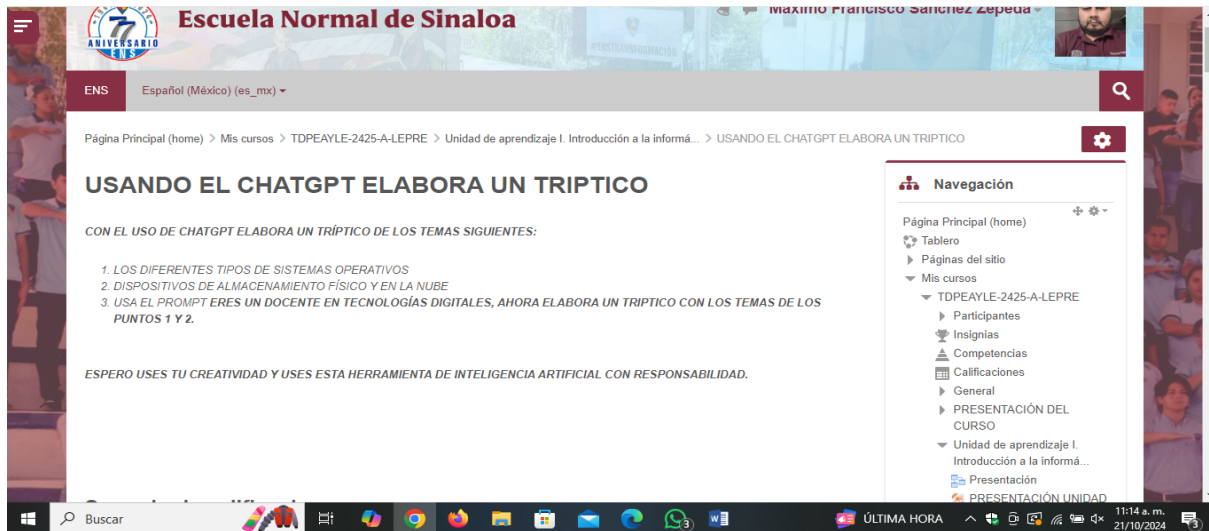 Escuela Normal de Sinaloa
Máximo Francisco Sánchez Zepeda
77
ANIVERSARIO
ENS
ENS
Español (México) (es_mx)
Página Principal (home) > Mis cursos > TDPEAYLE-2425-A-LEPRE > Unidad de aprendizaje I. Introducción a la informá... > USANDO EL CHATGPT ELABORA UN TRIPTICO
USANDO EL CHATGPT ELABORA UN TRIPTICO
CON EL USO DE CHATGPT ELABORA UN TRÍPTICO DE LOS TEMAS SIGUIENTES:
1. LOS DIFERENTES TIPOS DE SISTEMAS OPERATIVOS
2. DISPOSITIVOS DE ALMACENAMIENTO FÍSICO Y EN LA NUBE
3. USA EL PROMPT ERES UN DOCENTE EN TECNOLOGÍAS DIGITALES, AHORA ELABORA UN TRIPTICO CON LOS TEMAS DE LOS
PUNTOS 1 Y 2.
ESPERO USES TU CREATIVIDAD Y USES ESTA HERRAMIENTA DE INTELIGENCIA ARTIFICIAL CON RESPONSABILIDAD.
Navegación
Página Principal (home)
Tablero
Páginas del sitio
Mis cursos
TDPEAYLE-2425-A-LEPRE
Participantes
Insignias
Competencias
Calificaciones
General
PRESENTACIÓN DEL
CURSO
Unidad de aprendizaje I.
Introducción a la informá...
Presentación
PRESENTACIÓN UNIDAD
Buscar
3
ÚLTIMA HORA
11:14 a. m.
21/10/2024
3